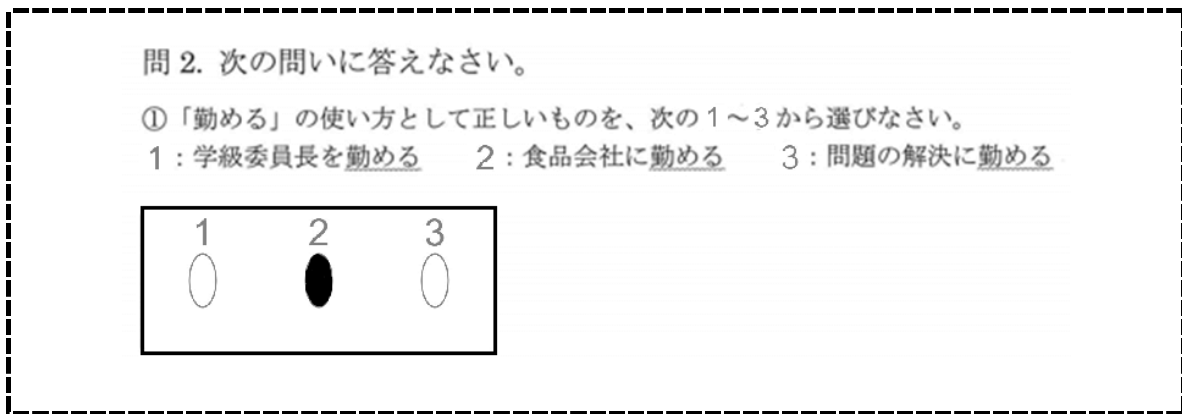 問 2. 次の問いに答えなさい。
①「勤める」の使い方として正しいものを、次の 1～3 から選びなさい。
1：学級委員長を勤める　2：食品会社に勤める　3：問題の解決に勤める
1 2 3